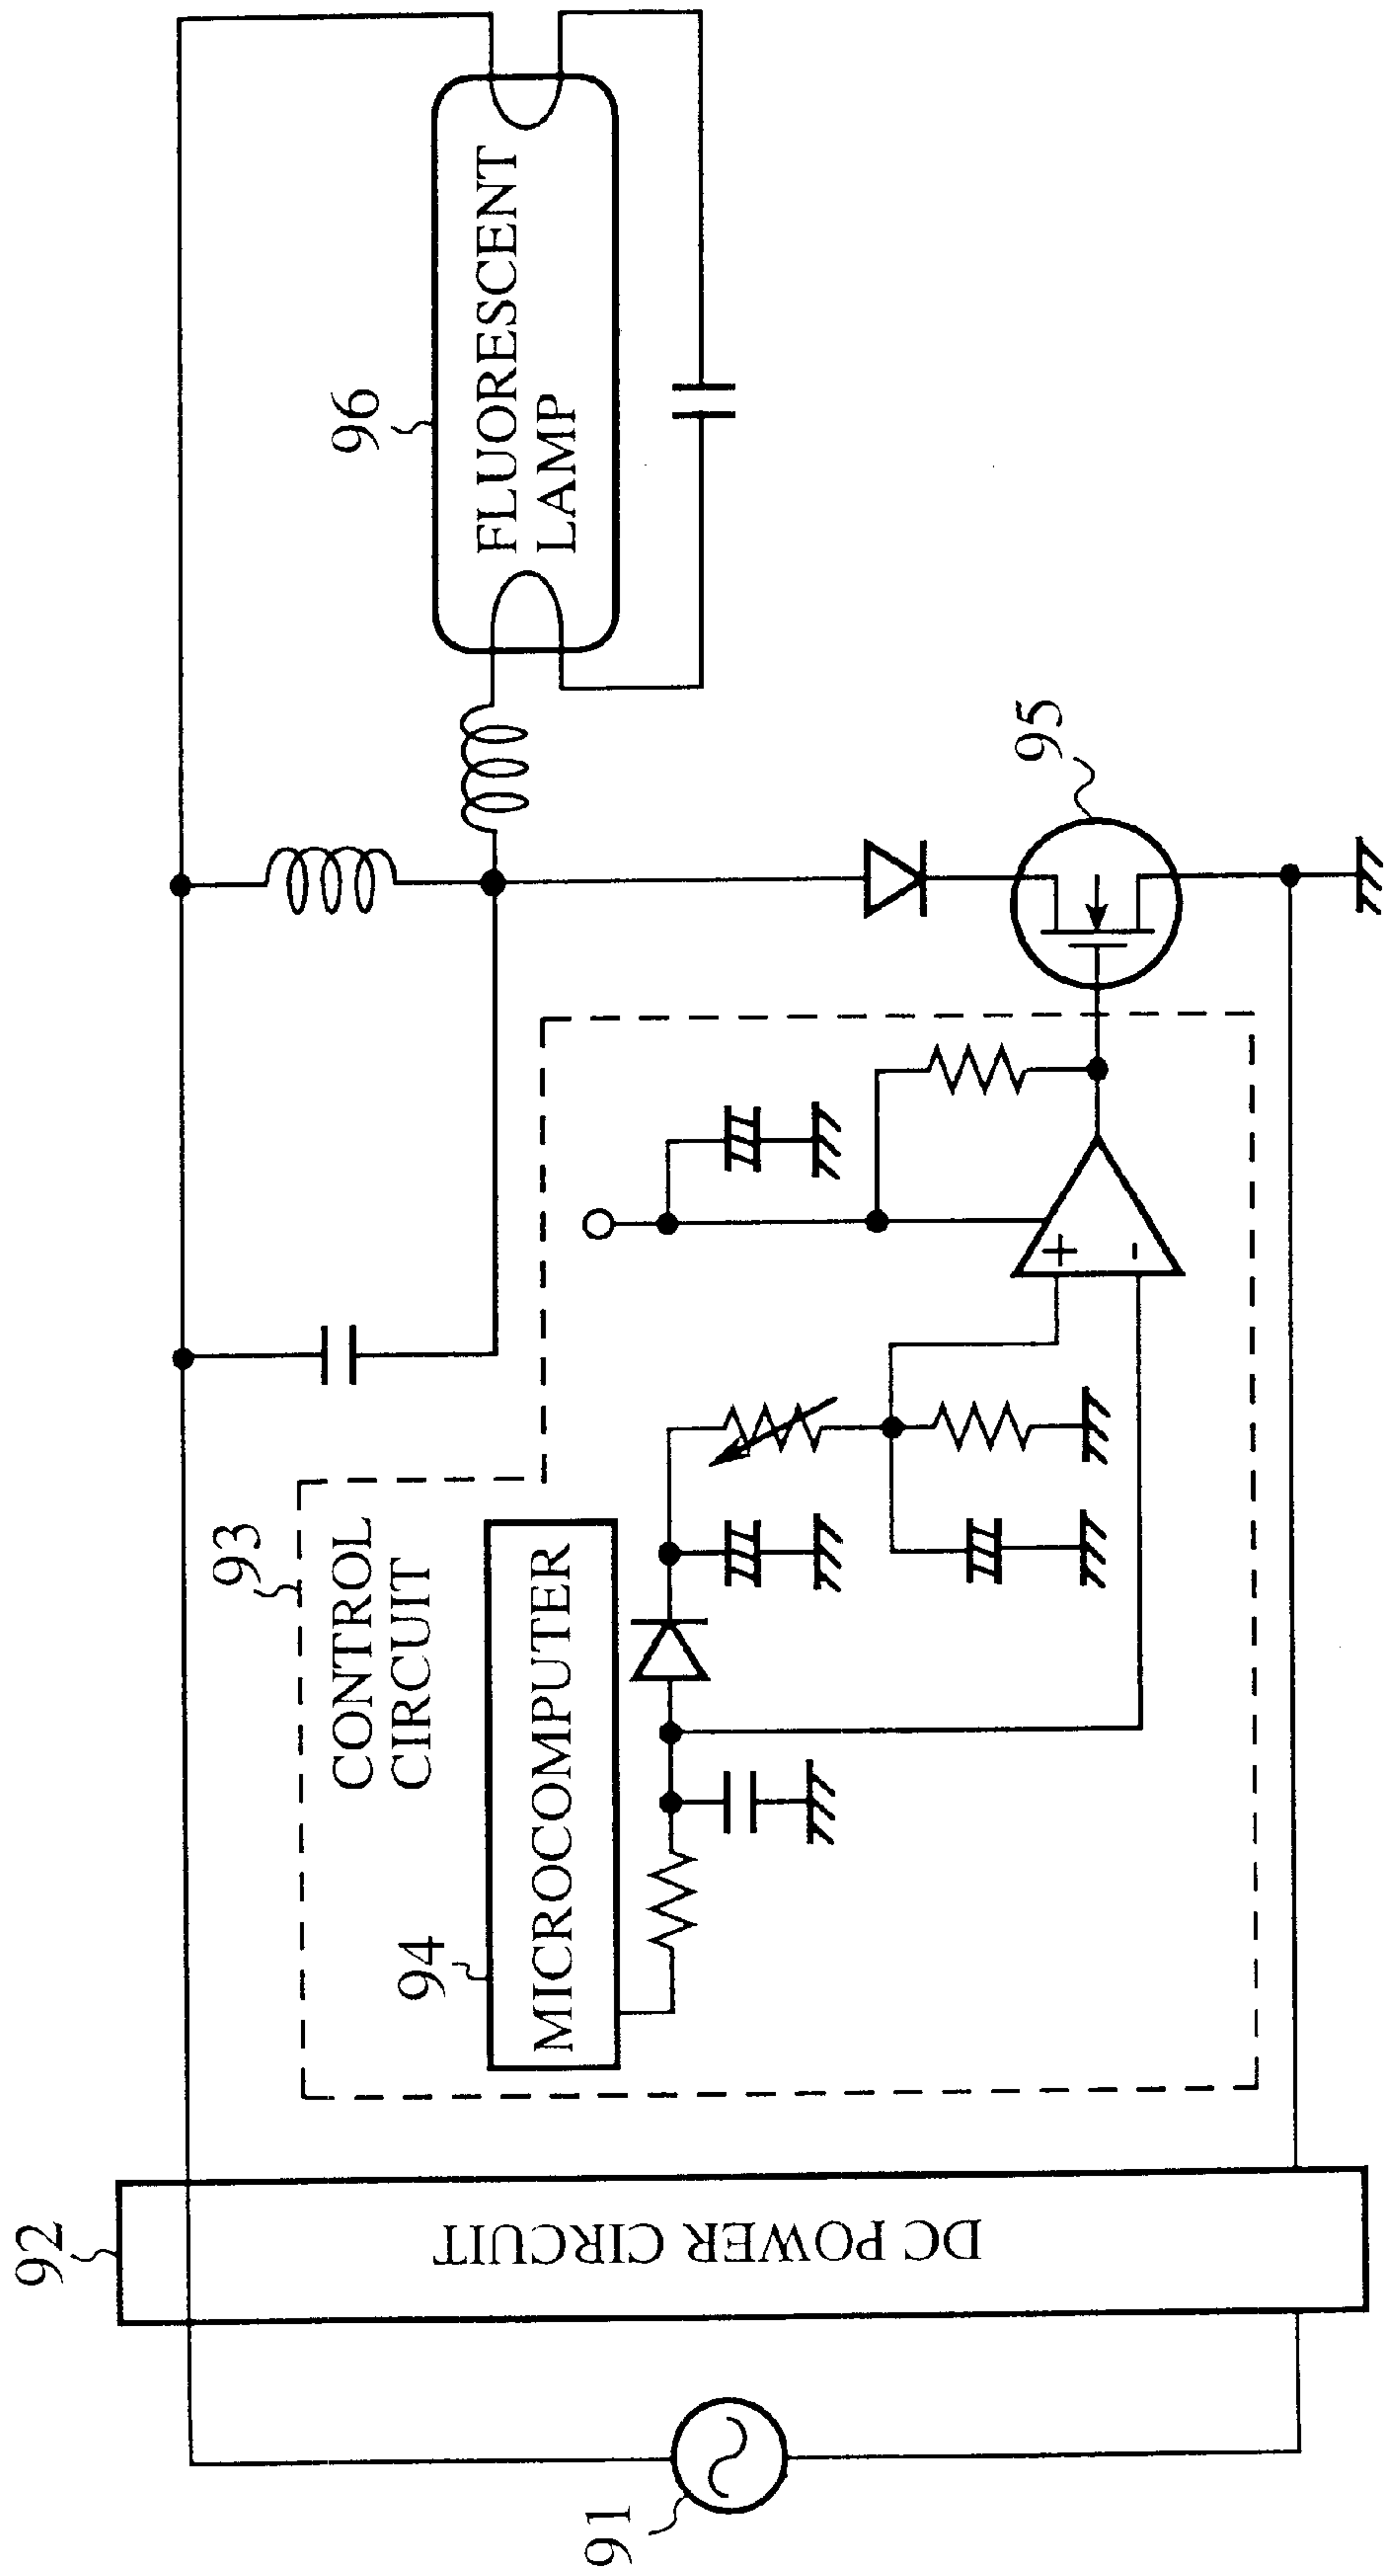 91
92
DC POWER CIRCUIT
93
CONTROL
CIRCUIT
94
MICROCOMPUTER
+
-
95
96
FLUORESCENT
LAMP